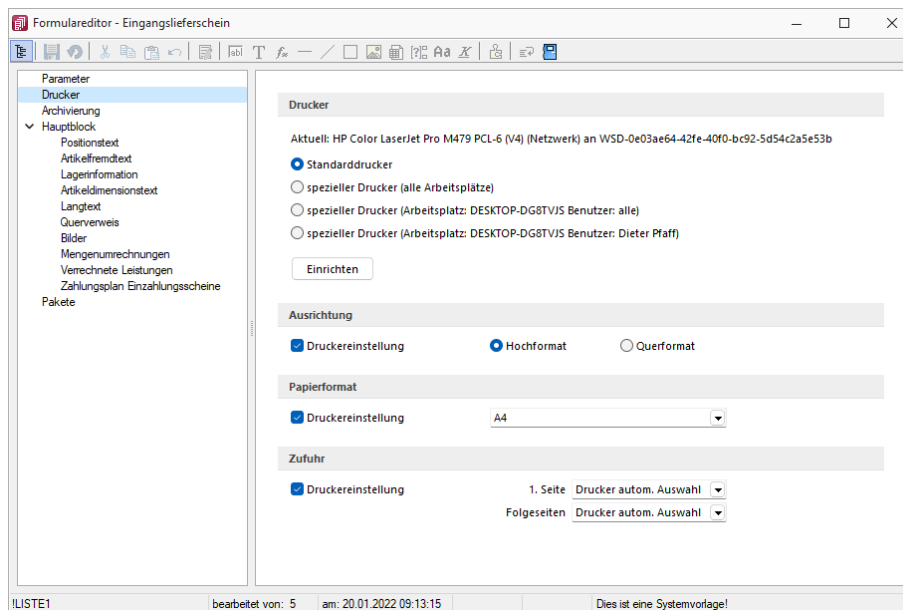 Formulareditor - Eingangslieferschein
Parameter
Drucker
Archivierung
Hauptblock
Positionstext
Artikelfremdtext
Lagerinformation
Artikeldimensionstext
Langtext
Querverweis
Bilder
Mengenumrechnungen
Verrechnete Leistungen
Zahlungsplan Einzahlungsscheine
Pakete
Drucker
Aktuell: HP Color LaserJet Pro M479 PCL-6 (V4) (Netzwerk) an WSD-0e03ae64-42fe-40f0-bc92-5d54c2a5e53b
Standarddrucker
spezieller Drucker (alle Arbeitsplätze)
spezieller Drucker (Arbeitsplatz: DESKTOP-DG8TVJS Benutzer: alle)
spezieller Drucker (Arbeitsplatz: DESKTOP-DG8TVJS Benutzer: Dieter Pfaff)
Einrichten
Ausrichtung
Druckereinstellung Hochformat Querformat
Papierformat
Druckereinstellung A4
Zufuhr
Druckereinstellung 1. Seite Drucker autom. Auswahl
Folgeseiten Drucker autom. Auswahl
!LISTE1 bearbeitet von: 5 am: 20.01.2022 09:13:15 Dies ist eine Systemvorlage!